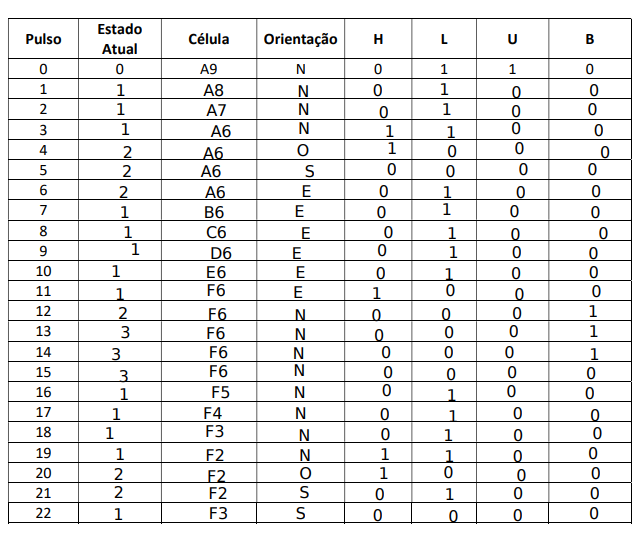 Pulso Estado Atual Célula Orientação H L U B
0 0 A9 N 0 1 1 0
1 1 A8 N 0 1 0 0
2 1 A7 N 0 1 0 0
3 1 A6 N 1 1 0 0
4 2 A6 O 1 0 0 0
5 2 A6 S 0 0 0 0
6 2 A6 E 0 1 0 0
7 1 B6 E 0 1 0 0
8 1 C6 E 0 1 0 0
9 1 D6 E 0 1 0 0
10 1 E6 E 0 1 0 0
11 1 F6 E 1 0 0 0
12 2 F6 N 0 0 0 1
13 3 F6 N 0 0 0 1
14 3 F6 N 0 0 0 1
15 3 F6 N 0 0 0 0
16 1 F5 N 0 1 0 0
17 1 F4 N 0 1 0 0
18 1 F3 N 0 1 0 0
19 1 F2 N 1 1 0 0
20 2 F2 O 1 0 0 0
21 2 F2 S 0 1 0 0
22 1 F3 S 0 0 0 0